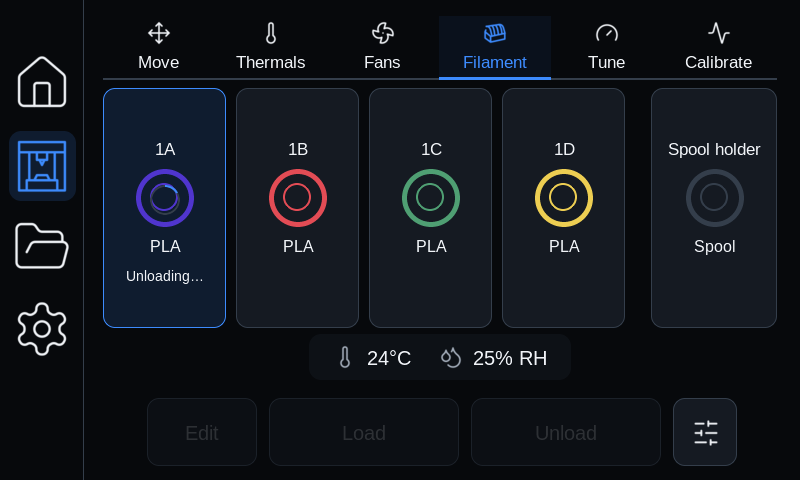 Move
Thermals
Fans
Filament
Tune
Calibrate
1A
PLA
Unloading…
1B
PLA
1C
PLA
1D
PLA
Spool holder
Spool
24°C
25% RH
Edit
Load
Unload